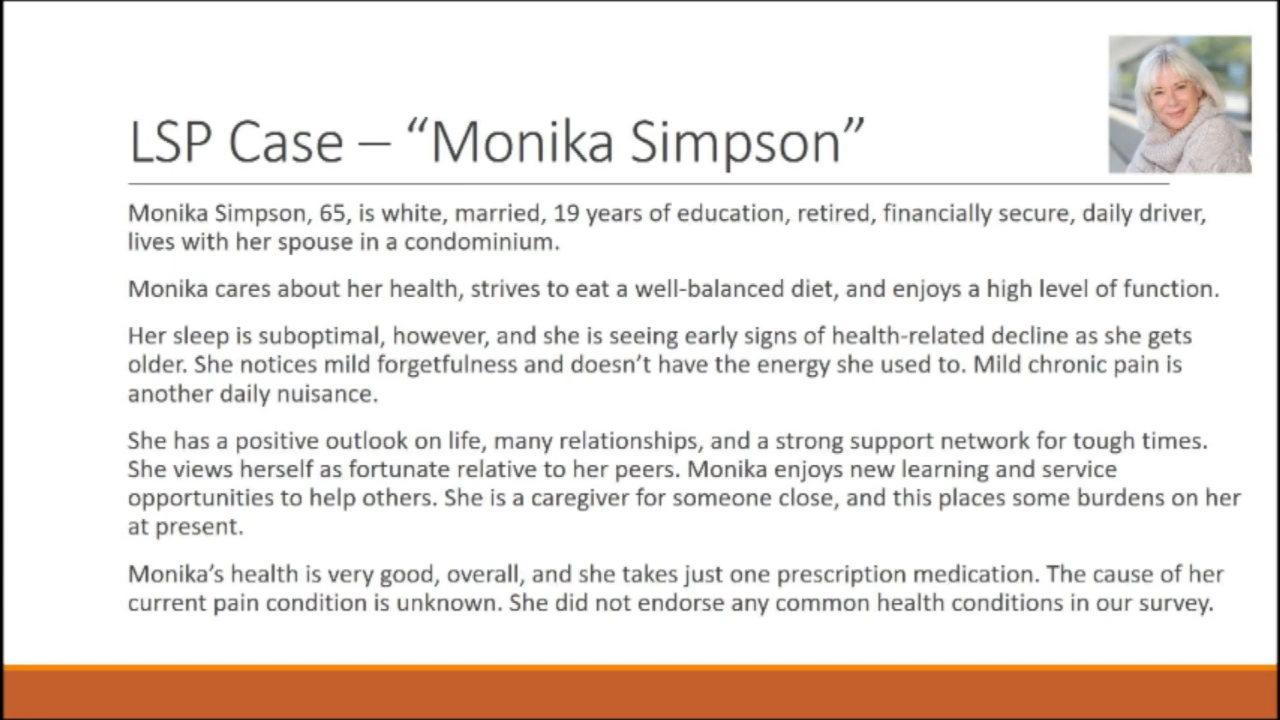 LSP Case – “Monika Simpson”
Monika Simpson, 65, is white, married, 19 years of education, retired, financially secure, daily driver,
lives with her spouse in a condominium.
Monika cares about her health, strives to eat a well-balanced diet, and enjoys a high level of function.
Her sleep is suboptimal, however, and she is seeing early signs of health-related decline as she gets
older. She notices mild forgetfulness and doesn’t have the energy she used to. Mild chronic pain is
another daily nuisance.
She has a positive outlook on life, many relationships, and a strong support network for tough times.
She views herself as fortunate relative to her peers. Monika enjoys new learning and service
opportunities to help others. She is a caregiver for someone close, and this places some burdens on her
at present.
Monika’s health is very good, overall, and she takes just one prescription medication. The cause of her
current pain condition is unknown. She did not endorse any common health conditions in our survey.